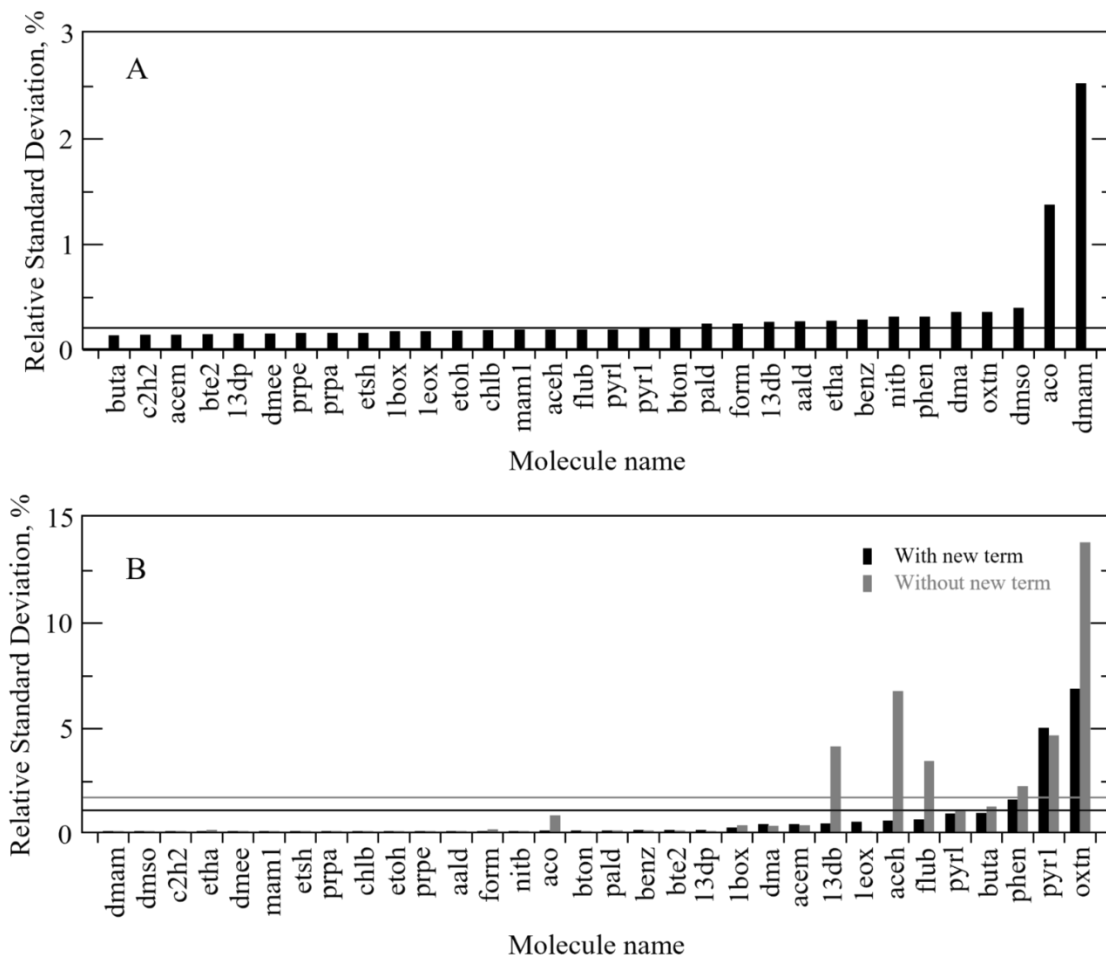 Relative Standard Deviation, %
3
2
1
0
A
buta c2h2 acem bte2 13dp dmee prpe prpa etsh 1box 1eox etoh chlb mam1 aceh flub pyrl pyr1 bton pald form 13db aald etha benz nitb phen dma oxtn dmso aco dmam
Molecule name
Relative Standard Deviation, %
15
10
5
0
B
With new term
Without new term
dmam dmso c2h2 etha dmee mam1 etsh prpa chlb etoh prpe aald form nitb aco bton pald benz bte2 13dp 1box dma acem 13db 1eox aceh flub pyrl buta phen pyr1 oxtn
Molecule name